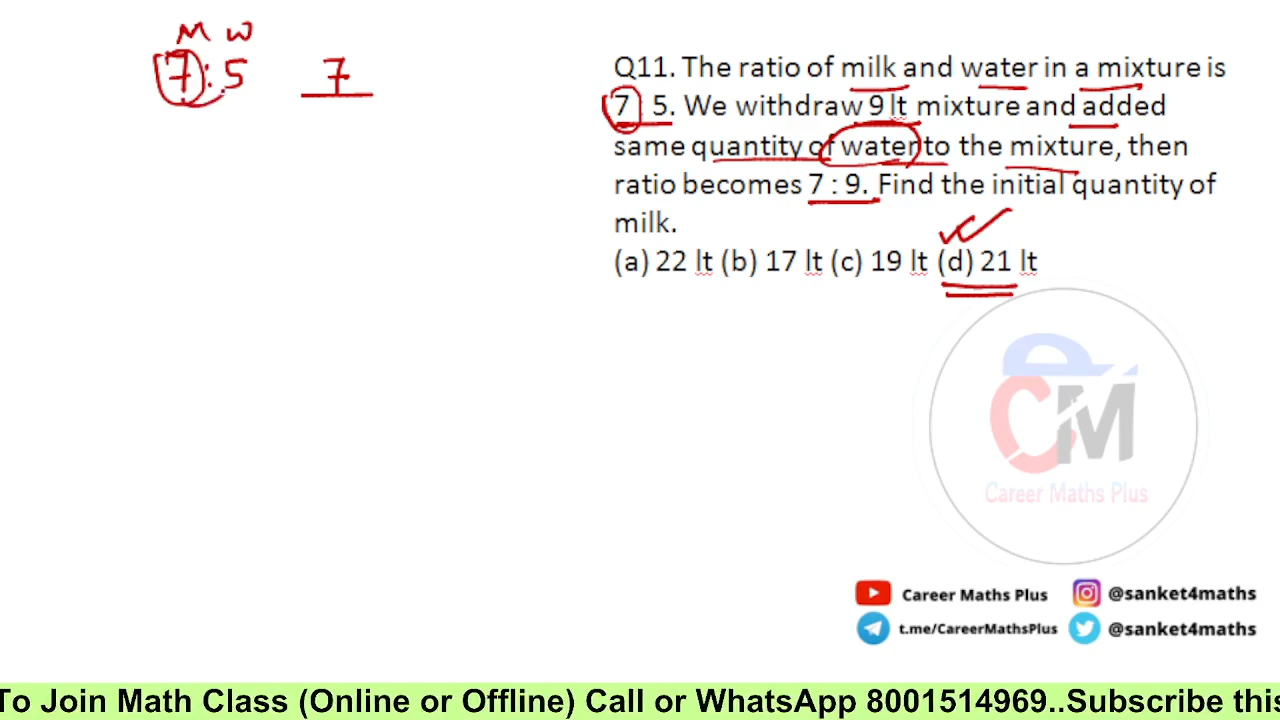 M W
7 : 5 7
Q11. The ratio of milk and water in a mixture is
7 5. We withdraw 9 lt mixture and added
same quantity of water to the mixture, then
ratio becomes 7 : 9. Find the initial quantity of
milk.
(a) 22 lt (b) 17 lt (c) 19 lt (d) 21 lt
CM
Career Maths Plus
Career Maths Plus @sanket4maths
t.me/CareerMathsPlus @sanket4maths
To Join Math Class (Online or Offline) Call or WhatsApp 8001514969..Subscribe this